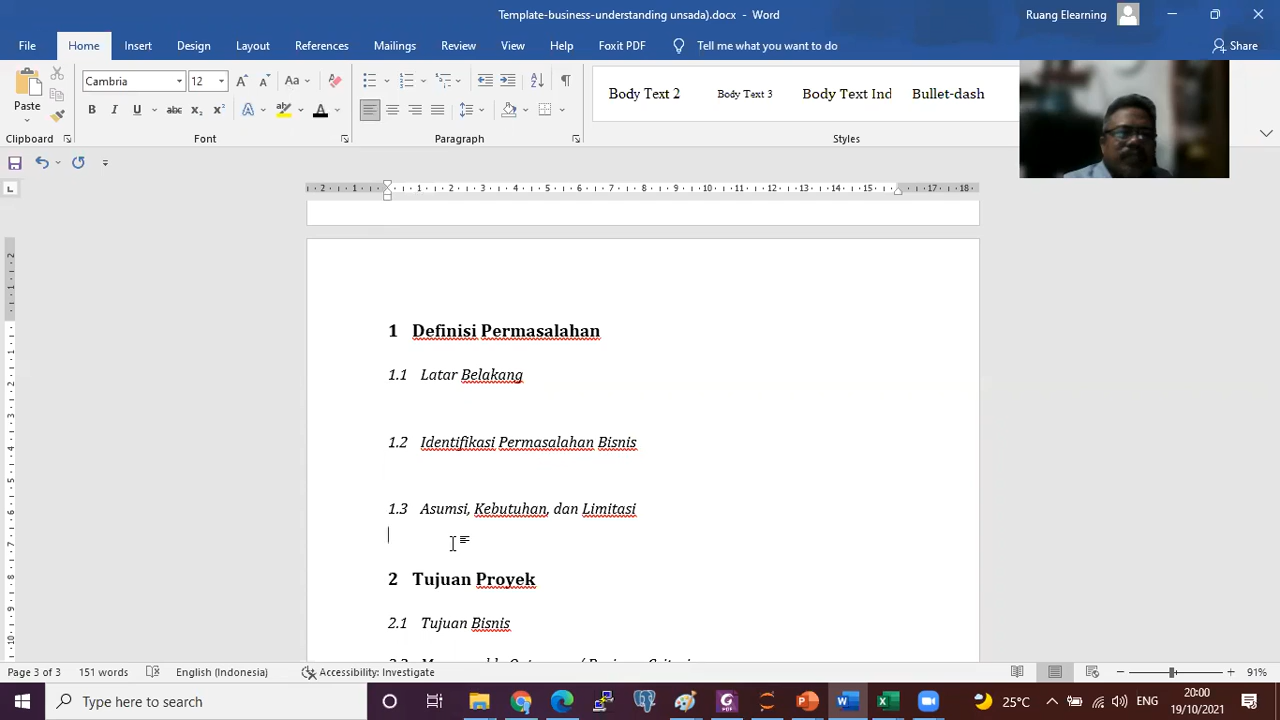 Template-business-understanding unsada).docx - Word
Ruang Elearning
File Home Insert Design Layout References Mailings Review View Help Foxit PDF Tell me what you want to do Share
Paste
Cambria 12
Body Text 2 Body Text 3 Body Text Ind Bullet-dash
Clipboard Font Paragraph Styles
1 Definisi Permasalahan
1.1 Latar Belakang
1.2 Identifikasi Permasalahan Bisnis
1.3 Asumsi, Kebutuhan, dan Limitasi
2 Tujuan Proyek
2.1 Tujuan Bisnis
Page 3 of 3 151 words English (Indonesia) Accessibility: Investigate 91%
Type here to search
25°C ENG 20:00 19/10/2021